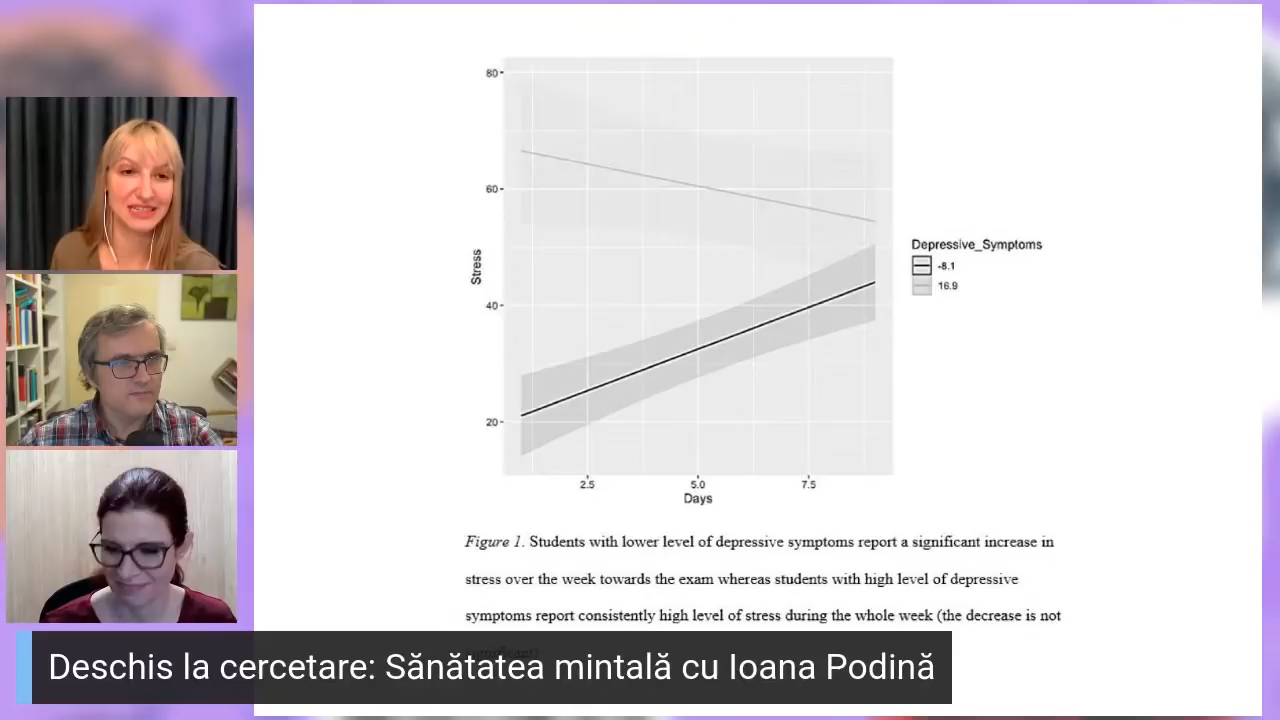 80
60
40
20
Stress
2.5
5.0
7.5
Days
Depressive_Symptoms
-8.1
16.9
Figure 1. Students with lower level of depressive symptoms report a significant increase in
stress over the week towards the exam whereas students with high level of depressive
symptoms report consistently high level of stress during the whole week (the decrease is not
Deschis la cercetare: Sănătatea mintală cu Ioana Podină